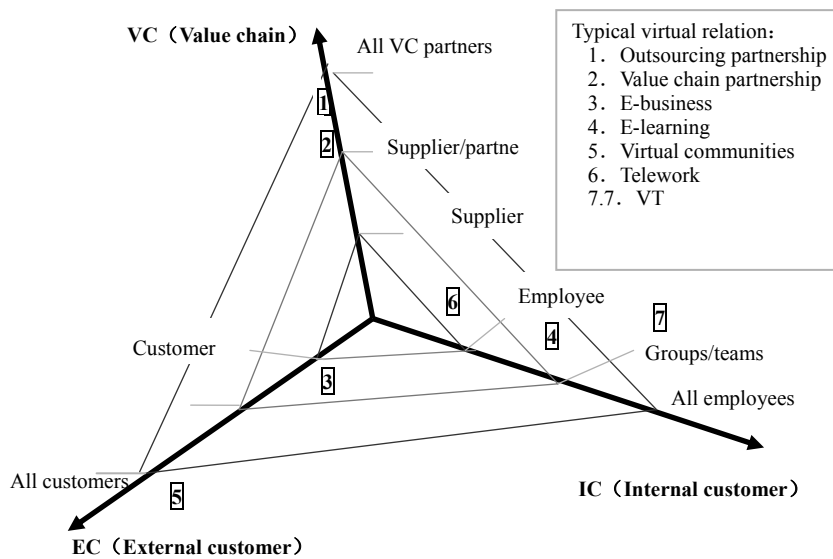 VC（Value chain）
All VC partners
1
2
Supplier/partne
Supplier
6
Employee
7
4
Groups/teams
Customer
3
All employees
All customers
5
IC（Internal customer）
EC（External customer）
Typical virtual relation：
1． Outsourcing partnership
2． Value chain partnership
3． E-business
4． E-learning
5． Virtual communities
6． Telework
7.7． VT